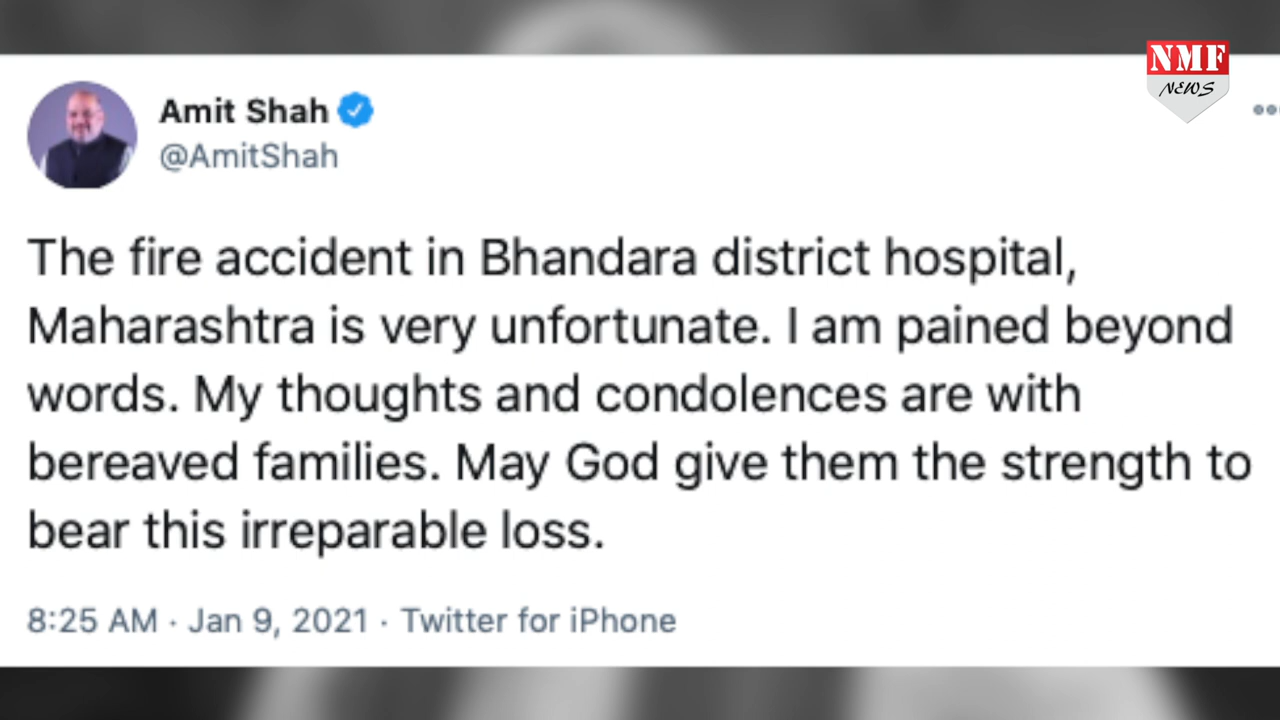 NMF
NEWS
Amit Shah
@AmitShah
The fire accident in Bhandara district hospital,
Maharashtra is very unfortunate. I am pained beyond
words. My thoughts and condolences are with
bereaved families. May God give them the strength to
bear this irreparable loss.
8:25 AM · Jan 9, 2021 · Twitter for iPhone